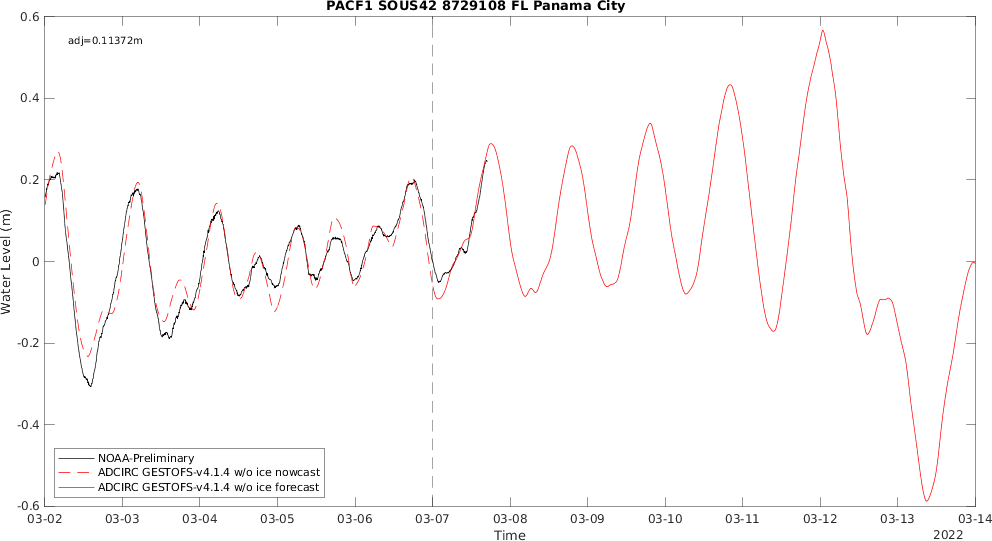 PACF1 SOUS42 8729108 FL Panama City
adj=0.11372m
0.6
0.4
0.2
0
-0.2
-0.4
-0.6
Water Level (m)
NOAA-Preliminary
ADCIRC GESTOFS-v4.1.4 w/o ice nowcast
ADCIRC GESTOFS-v4.1.4 w/o ice forecast
03-02 03-03 03-04 03-05 03-06 03-07 03-08 03-09 03-10 03-11 03-12 03-13 03-14
Time
2022